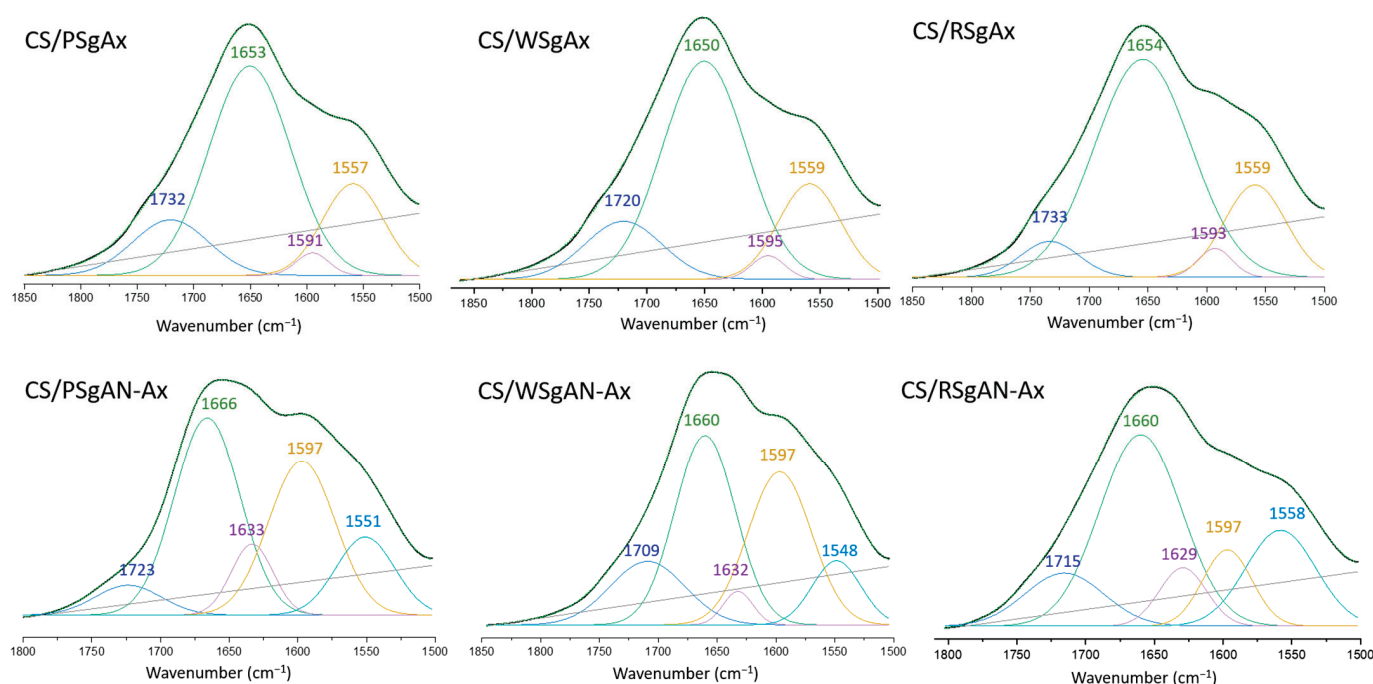 CS/PSgAx
1653
1732
1591
1557
1850 1800 1750 1700 1650 1600 1550 1500
Wavenumber (cm⁻¹)
CS/WSgAx
1650
1720
1595
1559
1850 1800 1750 1700 1650 1600 1550 1500
Wavenumber (cm⁻¹)
CS/RSgAx
1654
1733
1593
1559
1850 1800 1750 1700 1650 1600 1550 1500
Wavenumber (cm⁻¹)
CS/PSgAN-Ax
1666
1597
1633
1551
1723
1800 1750 1700 1650 1600 1550 1500
Wavenumber (cm⁻¹)
CS/WSgAN-Ax
1660
1597
1709
1632
1548
1800 1750 1700 1650 1600 1550 1500
Wavenumber (cm⁻¹)
CS/RSgAN-Ax
1660
1558
1597
1715
1629
1800 1750 1700 1650 1600 1550 1500
Wavenumber (cm⁻¹)